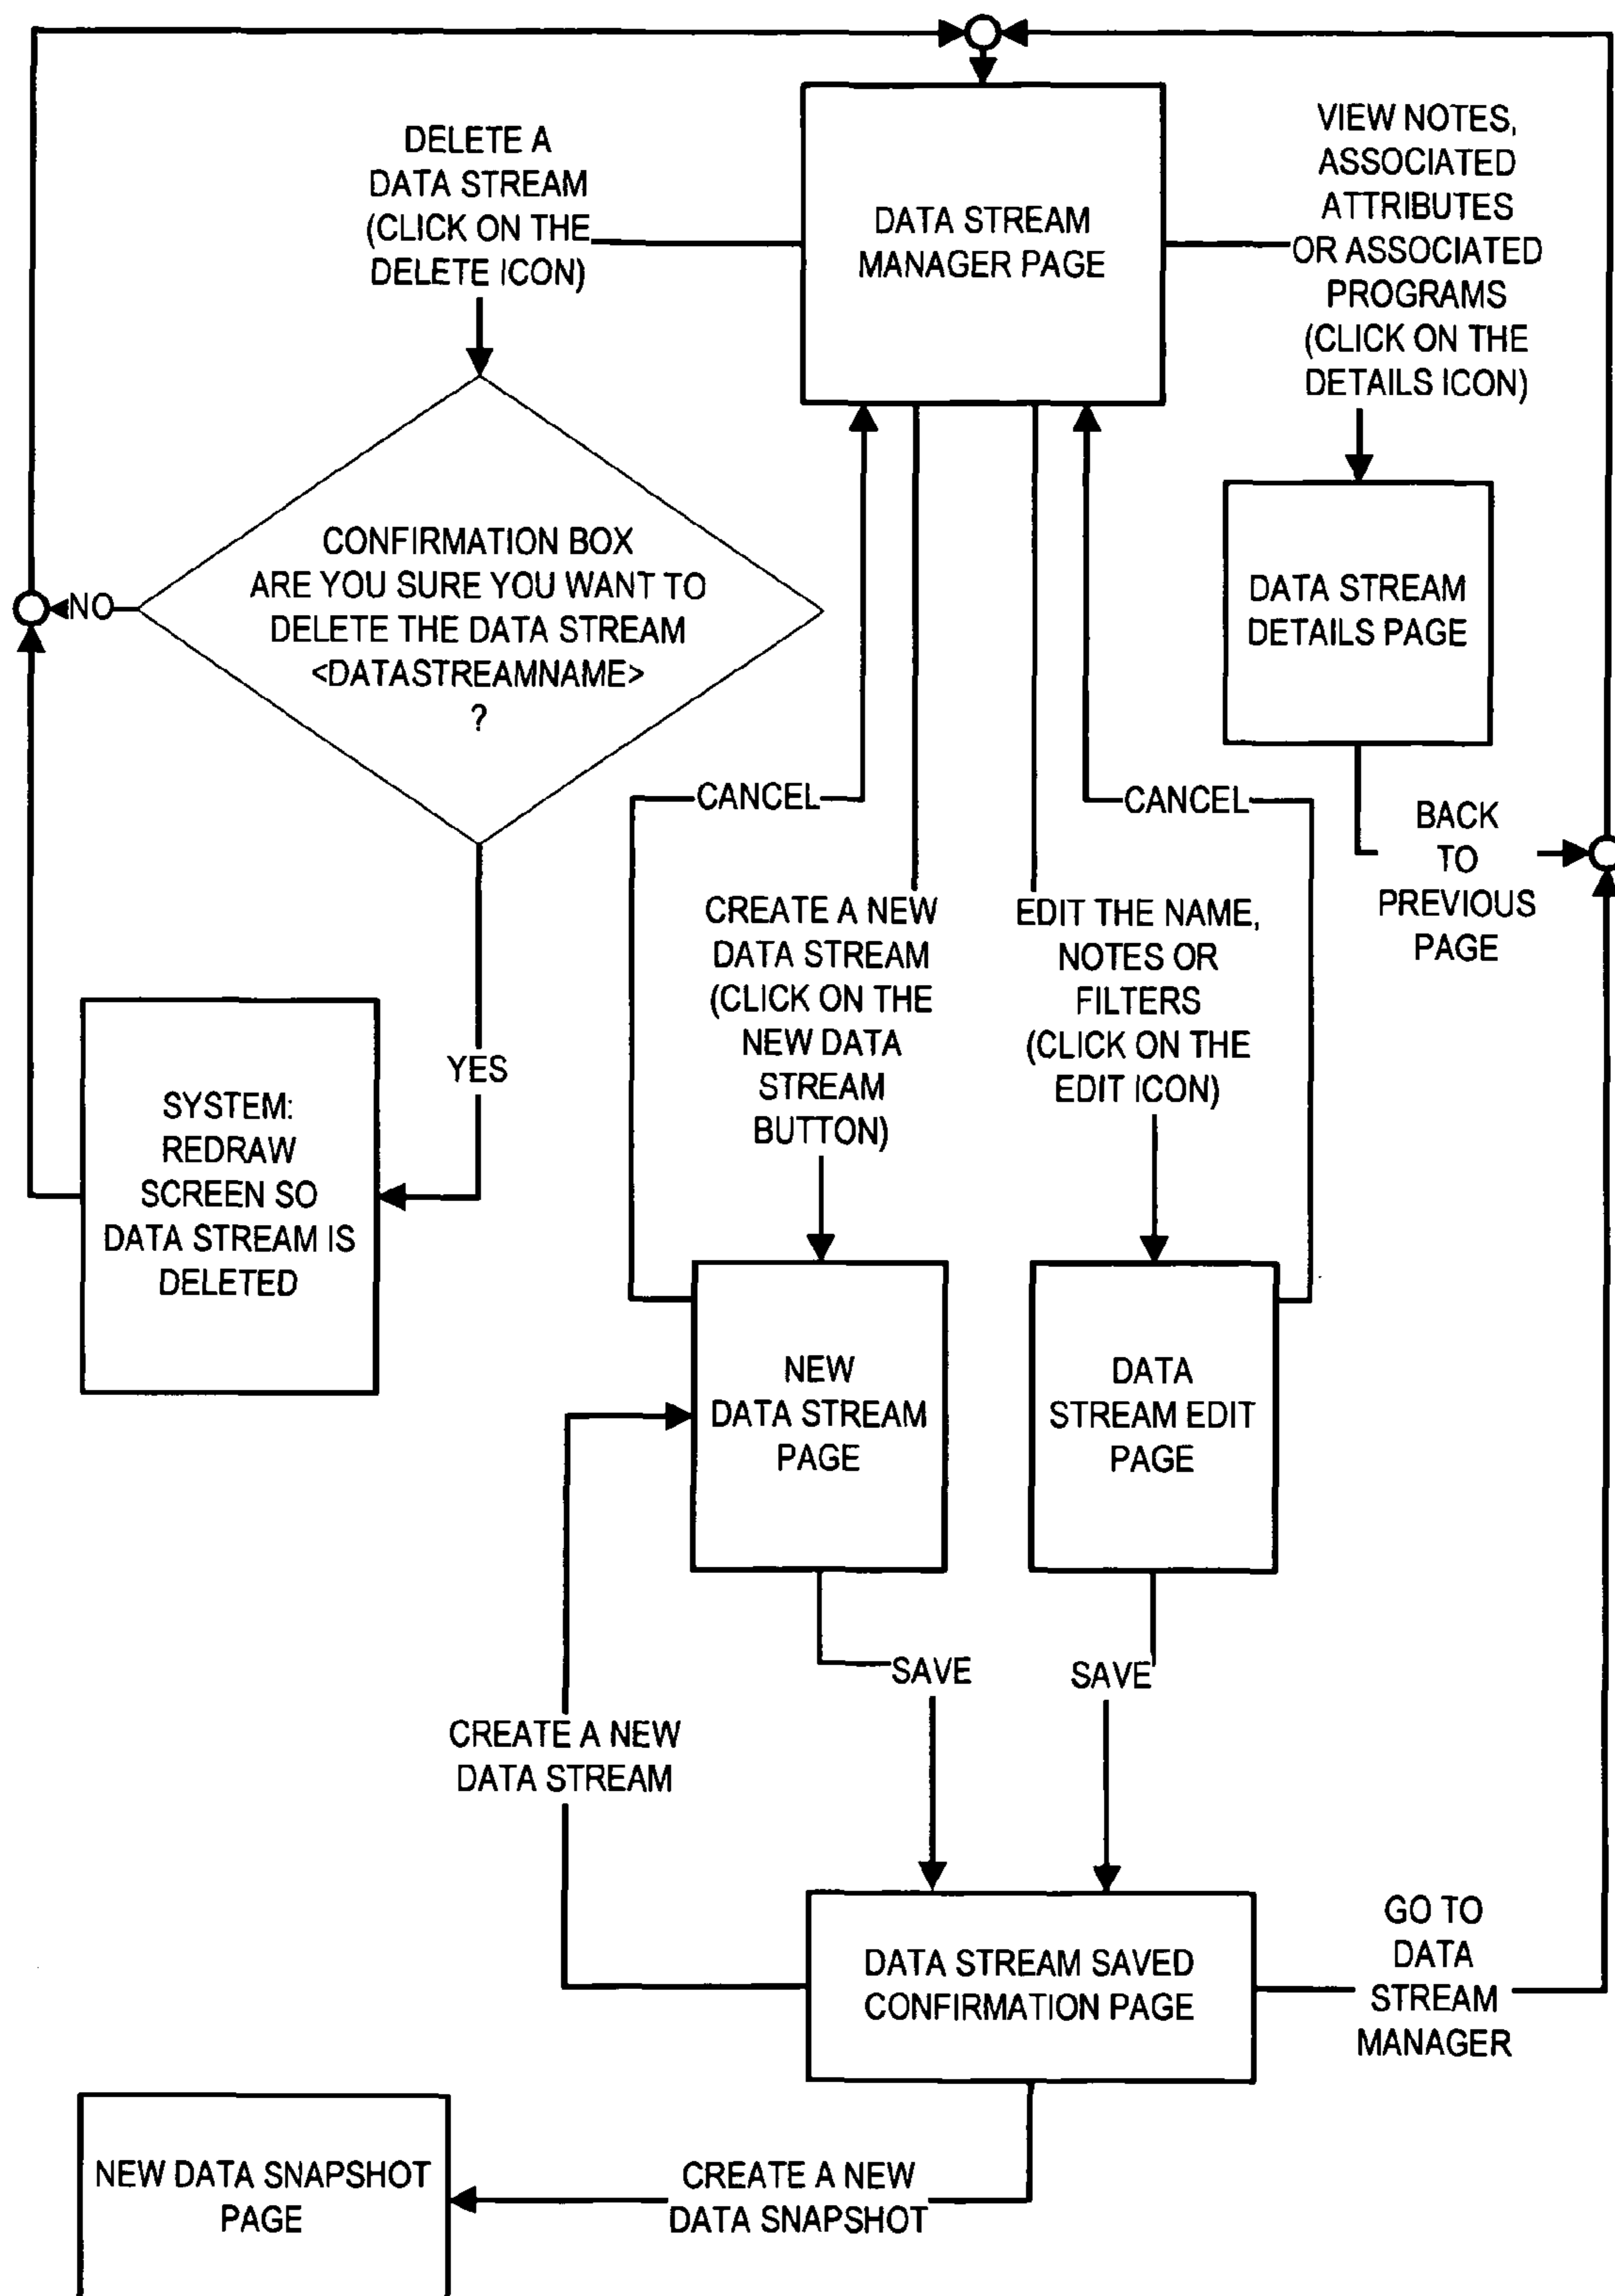 DELETE A
DATA STREAM
(CLICK ON THE
DELETE ICON)
DATA STREAM
MANAGER PAGE
VIEW NOTES,
ASSOCIATED
ATTRIBUTES
OR ASSOCIATED
PROGRAMS
(CLICK ON THE
DETAILS ICON)
CONFIRMATION BOX
ARE YOU SURE YOU WANT TO
DELETE THE DATA STREAM
<DATASTREAMNAME>
?
NO
DATA STREAM
DETAILS PAGE
CANCEL
CANCEL
BACK
TO
PREVIOUS
PAGE
CREATE A NEW
DATA STREAM
(CLICK ON THE
NEW DATA
STREAM
BUTTON)
EDIT THE NAME,
NOTES OR
FILTERS
(CLICK ON THE
EDIT ICON)
YES
SYSTEM:
REDRAW
SCREEN SO
DATA STREAM IS
DELETED
NEW
DATA STREAM
PAGE
DATA
STREAM EDIT
PAGE
SAVE
SAVE
CREATE A NEW
DATA STREAM
DATA STREAM SAVED
CONFIRMATION PAGE
GO TO
DATA
STREAM
MANAGER
NEW DATA SNAPSHOT
PAGE
CREATE A NEW
DATA SNAPSHOT